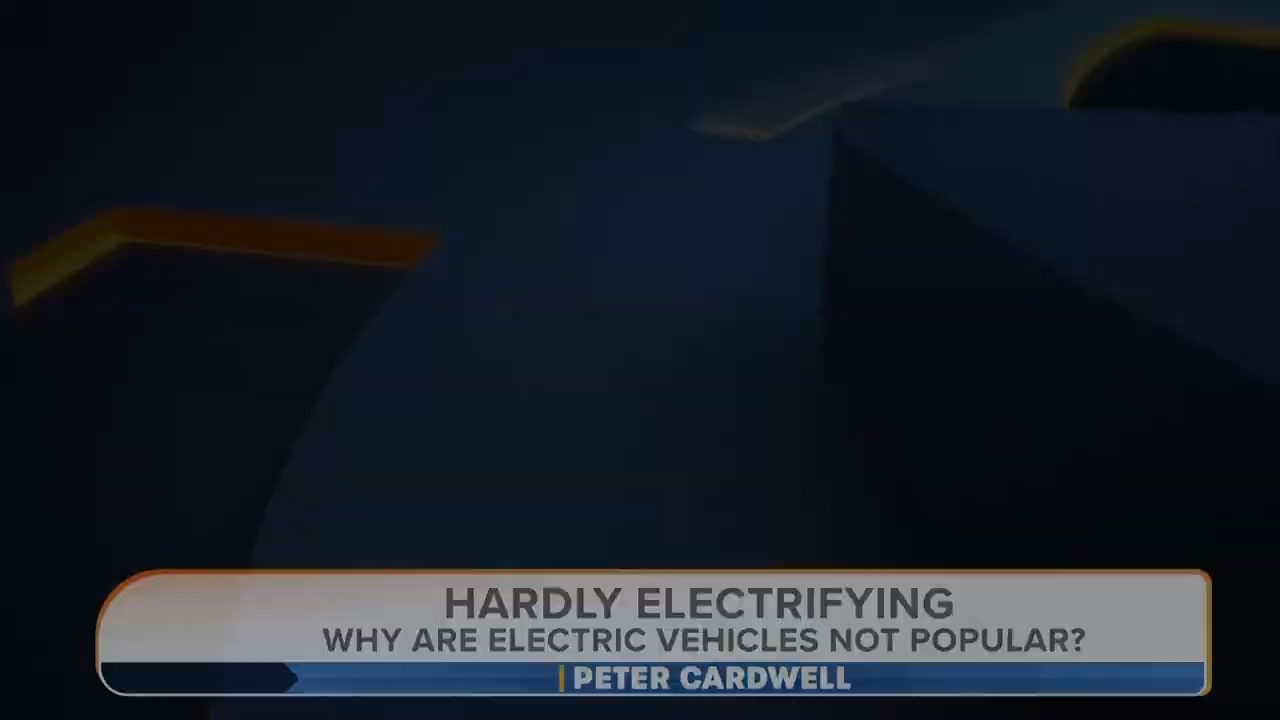 HARDLY ELECTRIFYING
WHY ARE ELECTRIC VEHICLES NOT POPULAR?
PETER CARDWELL